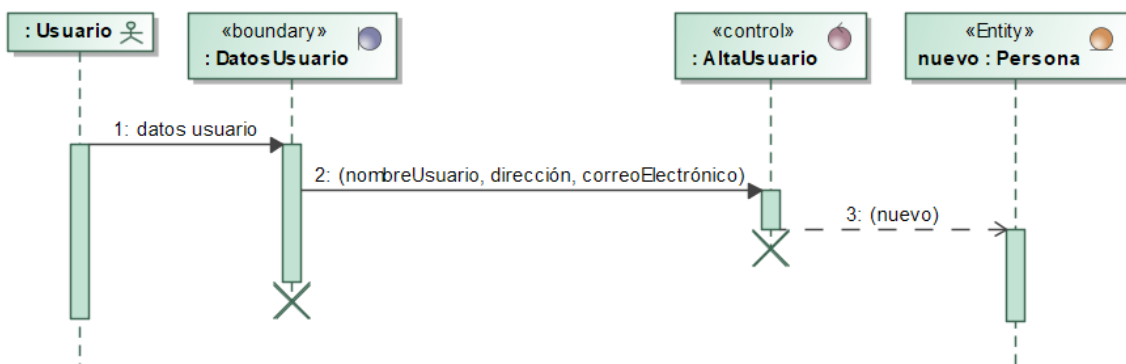 : Usuario
«boundary»
: DatosUsuario
«control»
: AltaUsuario
«Entity»
nuevo : Persona
1: datos usuario
2: (nombreUsuario, dirección, correoElectrónico)
3: (nuevo)